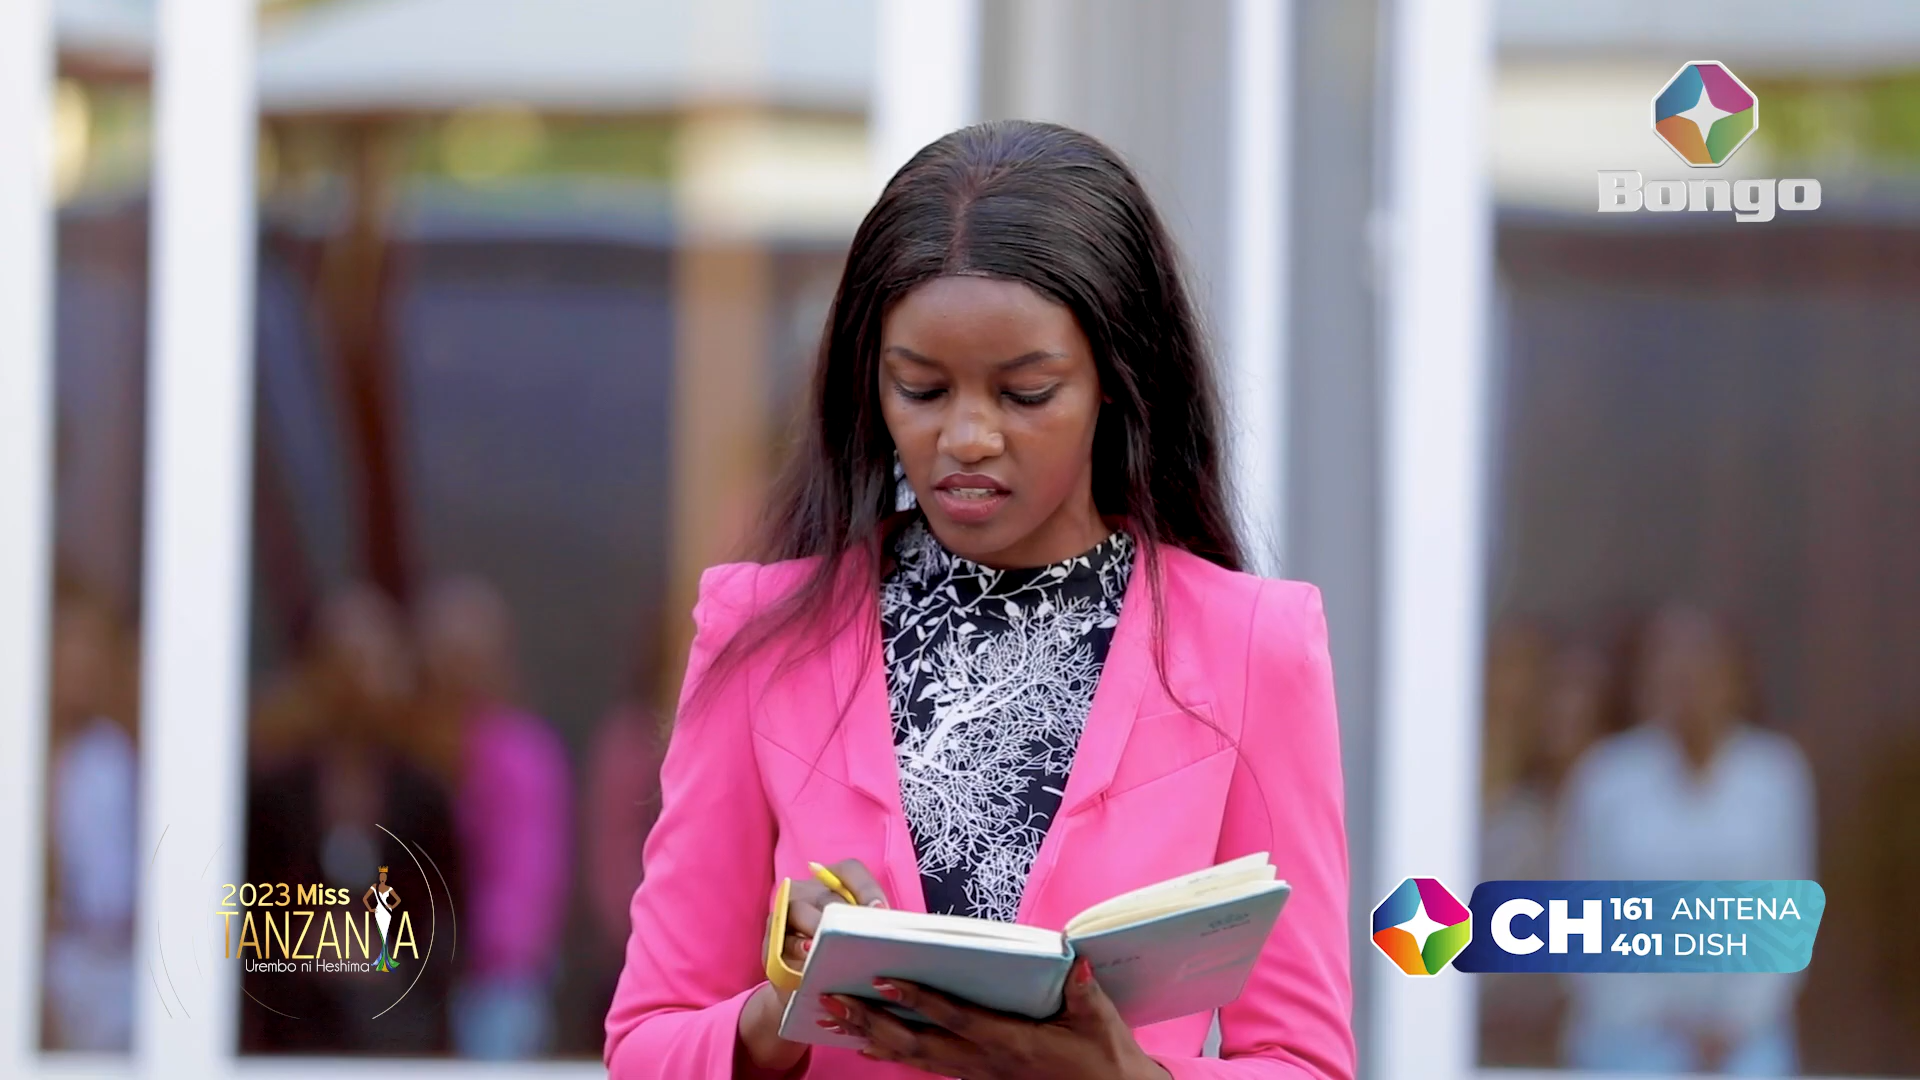 Bongo
2023 Miss
TANZANIA
Urembo ni Heshima
CH 161 ANTENA
401 DISH